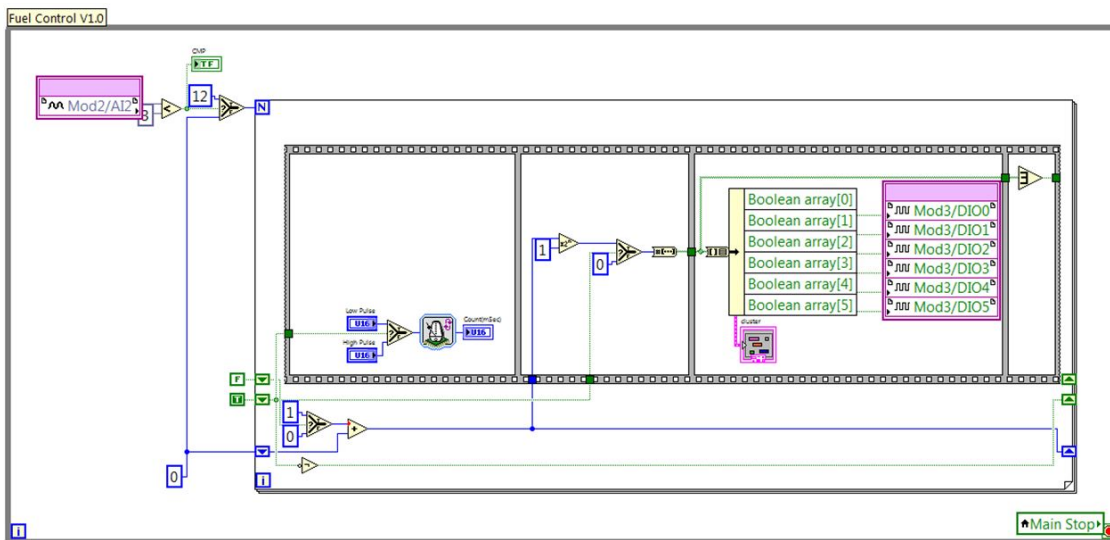 Fuel Control V1.0
CMP
TF
Mod2/AI2
3
12
N
Boolean array[0]
Boolean array[1]
Boolean array[2]
Boolean array[3]
Boolean array[4]
Boolean array[5]
Mod3/DIO0
Mod3/DIO1
Mod3/DIO2
Mod3/DIO3
Mod3/DIO4
Mod3/DIO5
1
0
Low Pulse
U16
High Pulse
U16
Count(mSec)
U16
cluster
F
T
1
0
0
i
i
Main Stop